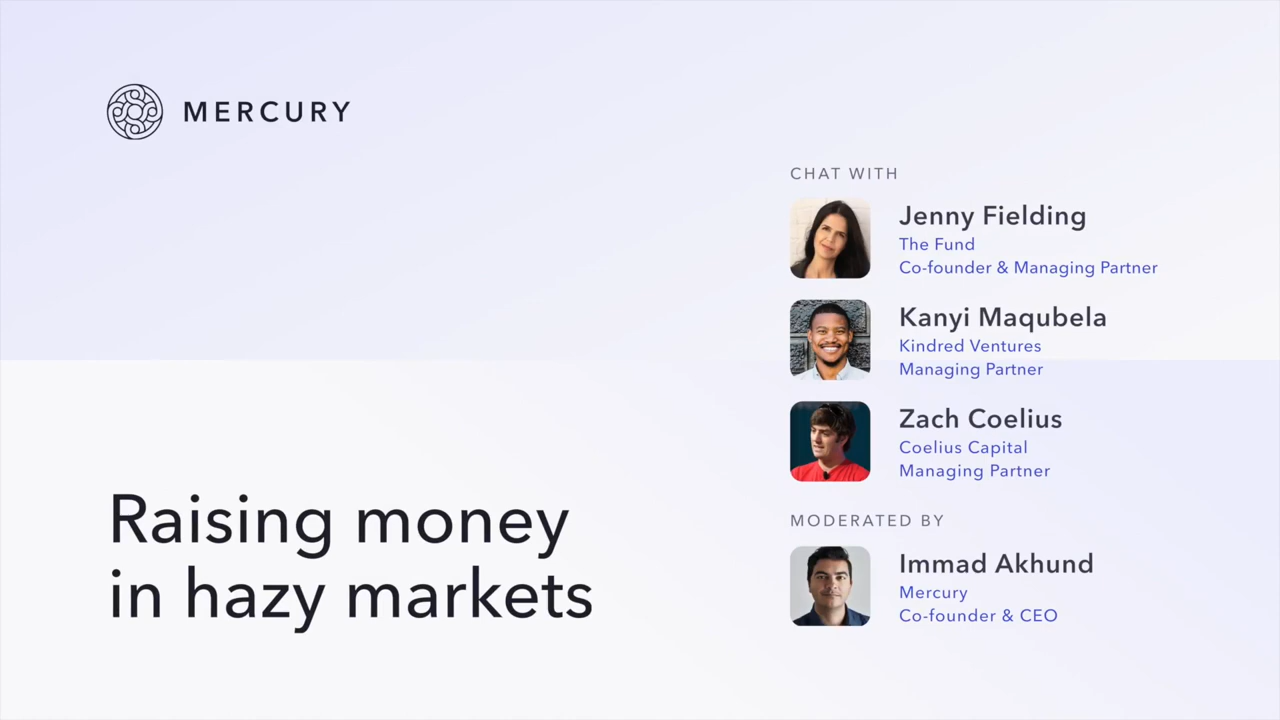 MERCURY
CHAT WITH
Jenny Fielding
The Fund
Co-founder & Managing Partner
Kanyi Maqubela
Kindred Ventures
Managing Partner
Zach Coelius
Coelius Capital
Managing Partner
MODERATED BY
Immad Akhund
Mercury
Co-founder & CEO
Raising money
in hazy markets